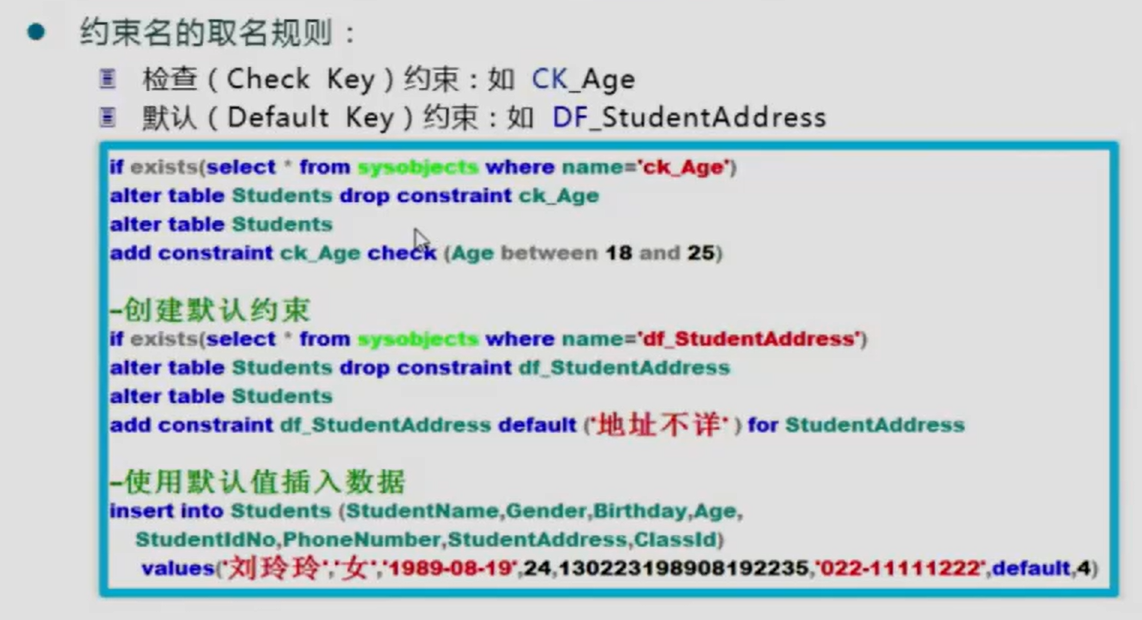 约束名的取名规则：
检查（Check Key）约束：如 CK_Age
默认（Default Key）约束：如 DF_StudentAddress
if exists(select * from sysobjects where name='ck_Age')
alter table Students drop constraint ck_Age
alter table Students
add constraint ck_Age check (Age between 18 and 25)
--创建默认约束
if exists(select * from sysobjects where name='df_StudentAddress')
alter table Students drop constraint df_StudentAddress
alter table Students
add constraint df_StudentAddress default ('地址不详' ) for StudentAddress
--使用默认值插入数据
insert into Students (StudentName,Gender,Birthday,Age,
StudentIdNo,PhoneNumber,StudentAddress,ClassId)
values('刘玲玲','女','1989-08-19',24,130223198908192235,'022-11111222',default,4)